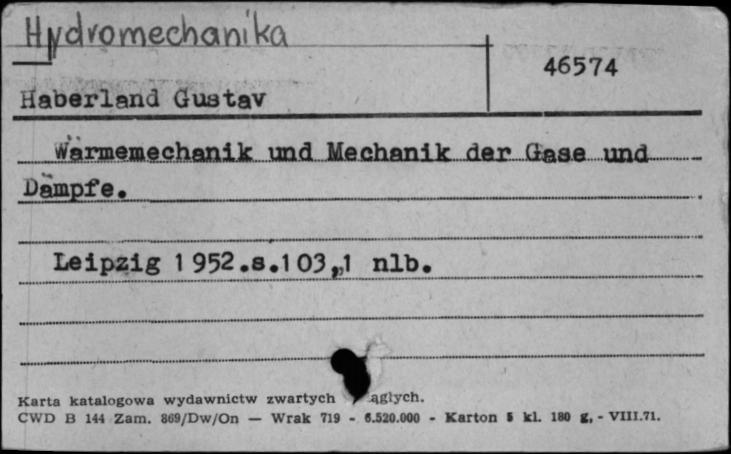 Hydromechanika
46574
Haberland Gustav
Wärmemechanik und Mechanik der Gase und
Dämpfe.
Leipzig 1952.s.103,,1 nlb.
Karta katalogowa wydawnictw zwartych
CWD B 144 Zam. 869/Dw/On — Wrak 719 - 6.520.000 - Karton 5 kl. 180 g, - VIII.71.